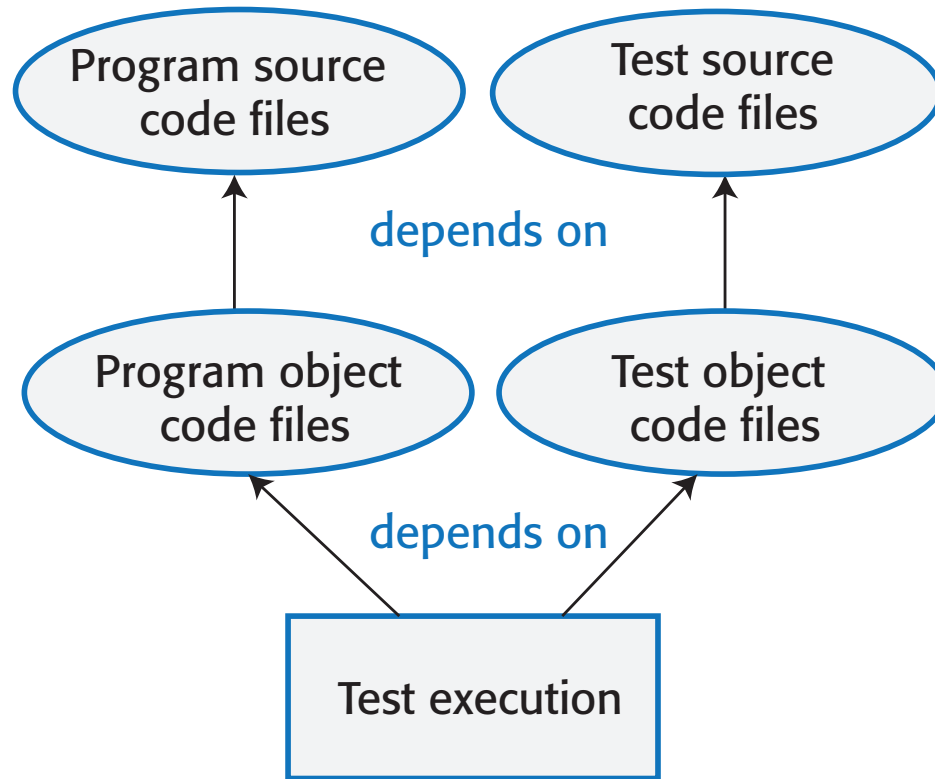 Program source
code files
Test source
code files
depends on
Program object
code files
Test object
code files
depends on
Test execution